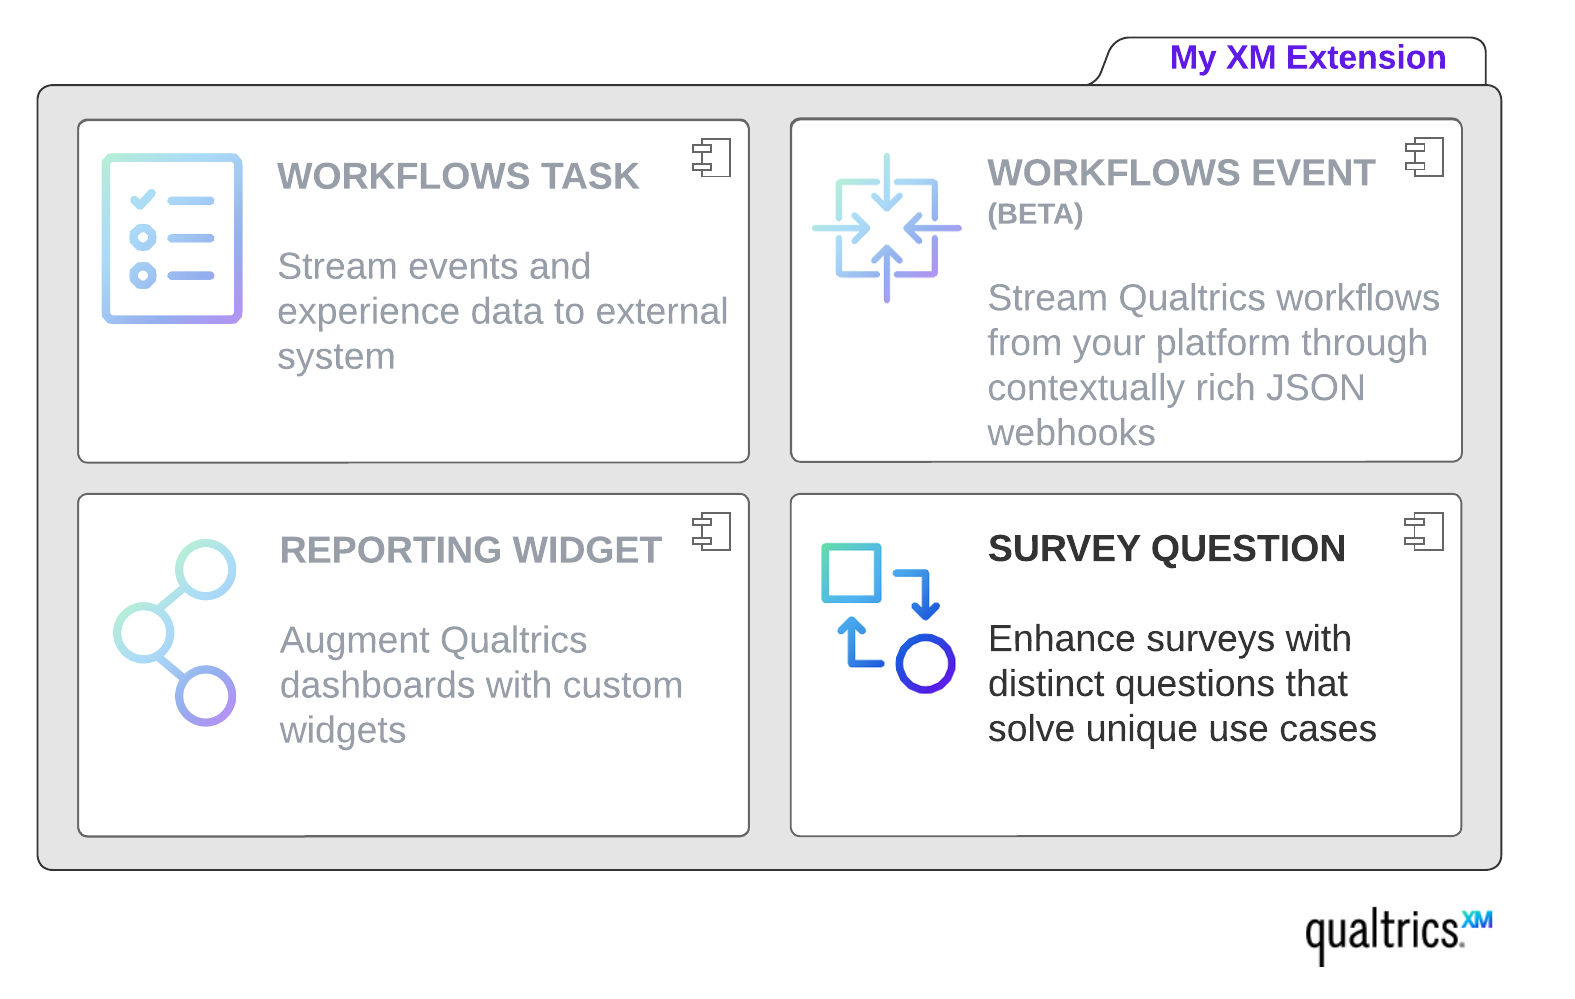 My XM Extension
WORKFLOWS TASK
Stream events and
experience data to external
system
WORKFLOWS EVENT
(BETA)
Stream Qualtrics workflows
from your platform through
contextually rich JSON
webhooks
REPORTING WIDGET
Augment Qualtrics
dashboards with custom
widgets
SURVEY QUESTION
Enhance surveys with
distinct questions that
solve unique use cases
qualtrics.XM